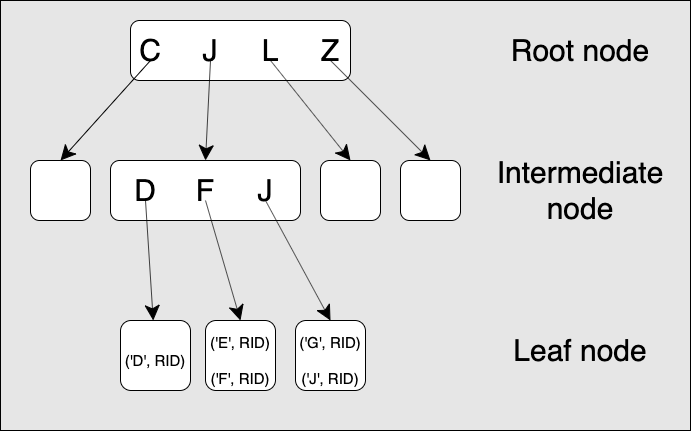 C J L Z
Root node
D F J
Intermediate
node
('D', RID)
('E', RID)
('F', RID)
('G', RID)
('J', RID)
Leaf node